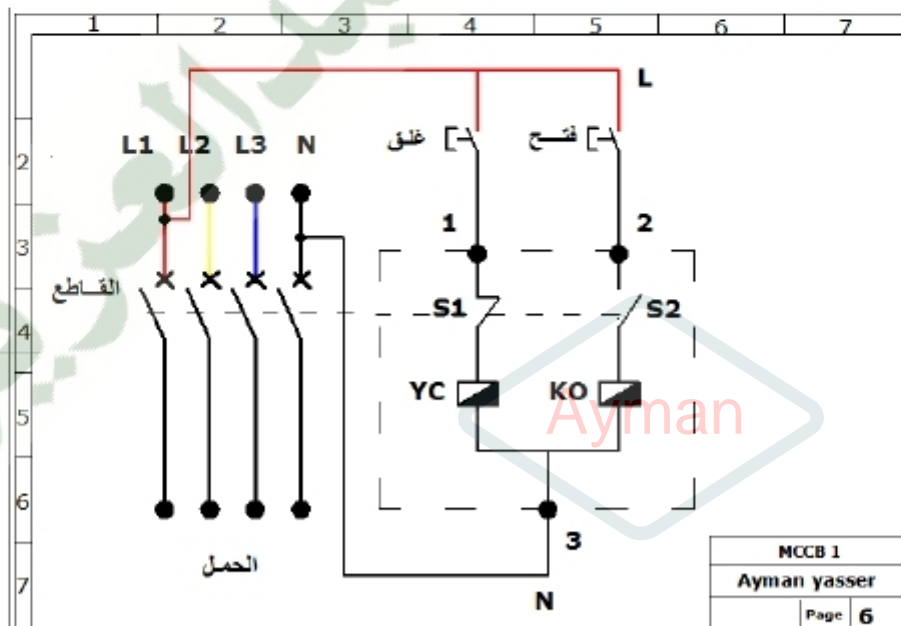 1 2 3 4 5 6 7
L
L1 L2 L3 N
غلق
فتح
2
1
2
3
القاطع
S1
S2
4
YC
KO
Ayman
5
6
3
الحمل
MCCB 1
7
Ayman yasser
N
Page 6